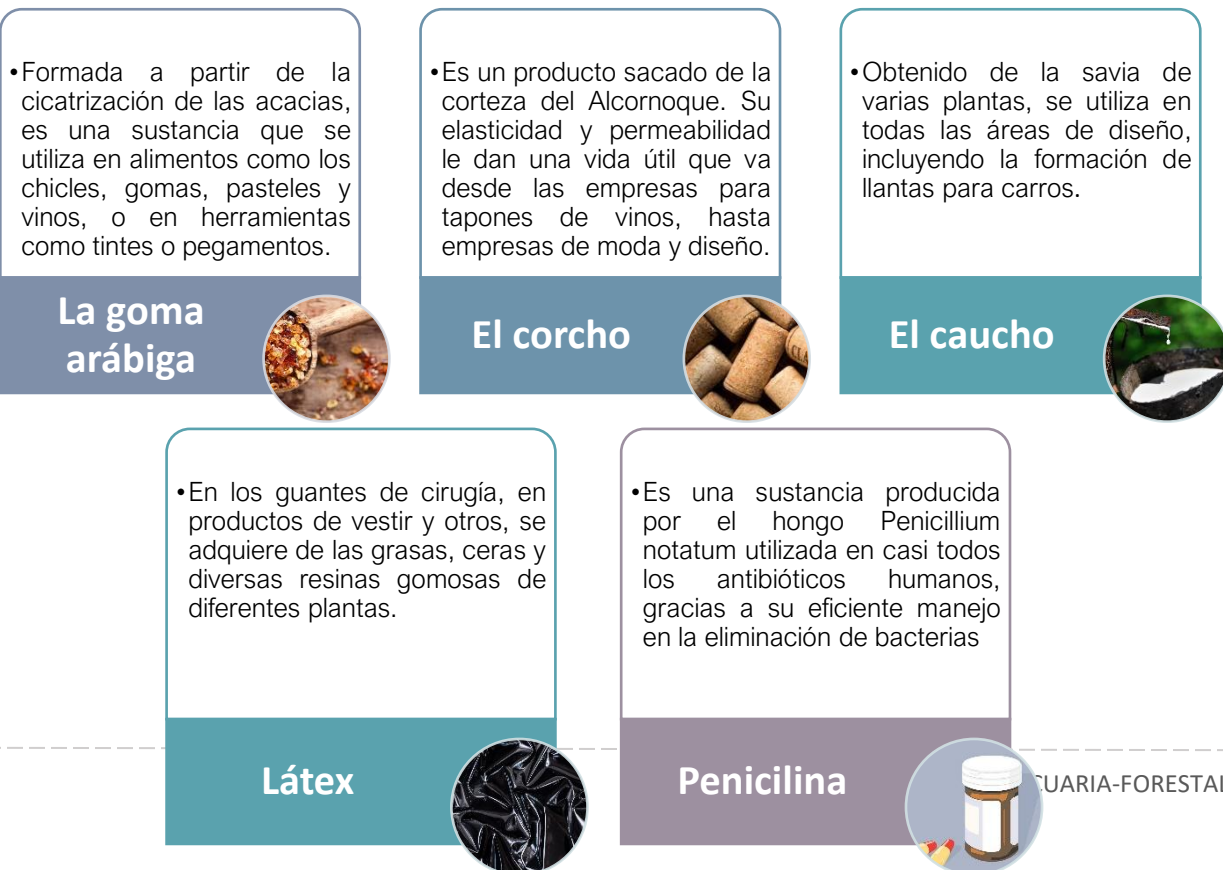 •Formada a partir de la
cicatrización de las acacias,
es una sustancia que se
utiliza en alimentos como los
chicles, gomas, pasteles y
vinos, o en herramientas
como tintes o pegamentos.
La goma
arábiga
•Es un producto sacado de la
corteza del Alcornoque. Su
elasticidad y permeabilidad
le dan una vida útil que va
desde las empresas para
tapones de vinos, hasta
empresas de moda y diseño.
El corcho
•Obtenido de la savia de
varias plantas, se utiliza en
todas las áreas de diseño,
incluyendo la formación de
llantas para carros.
El caucho
•En los guantes de cirugía, en
productos de vestir y otros, se
adquiere de las grasas, ceras y
diversas resinas gomosas de
diferentes plantas.
Látex
•Es una sustancia producida
por el hongo Penicillium
notatum utilizada en casi todos
los antibióticos humanos,
gracias a su eficiente manejo
en la eliminación de bacterias
Penicilina
CUARIA-FORESTAL